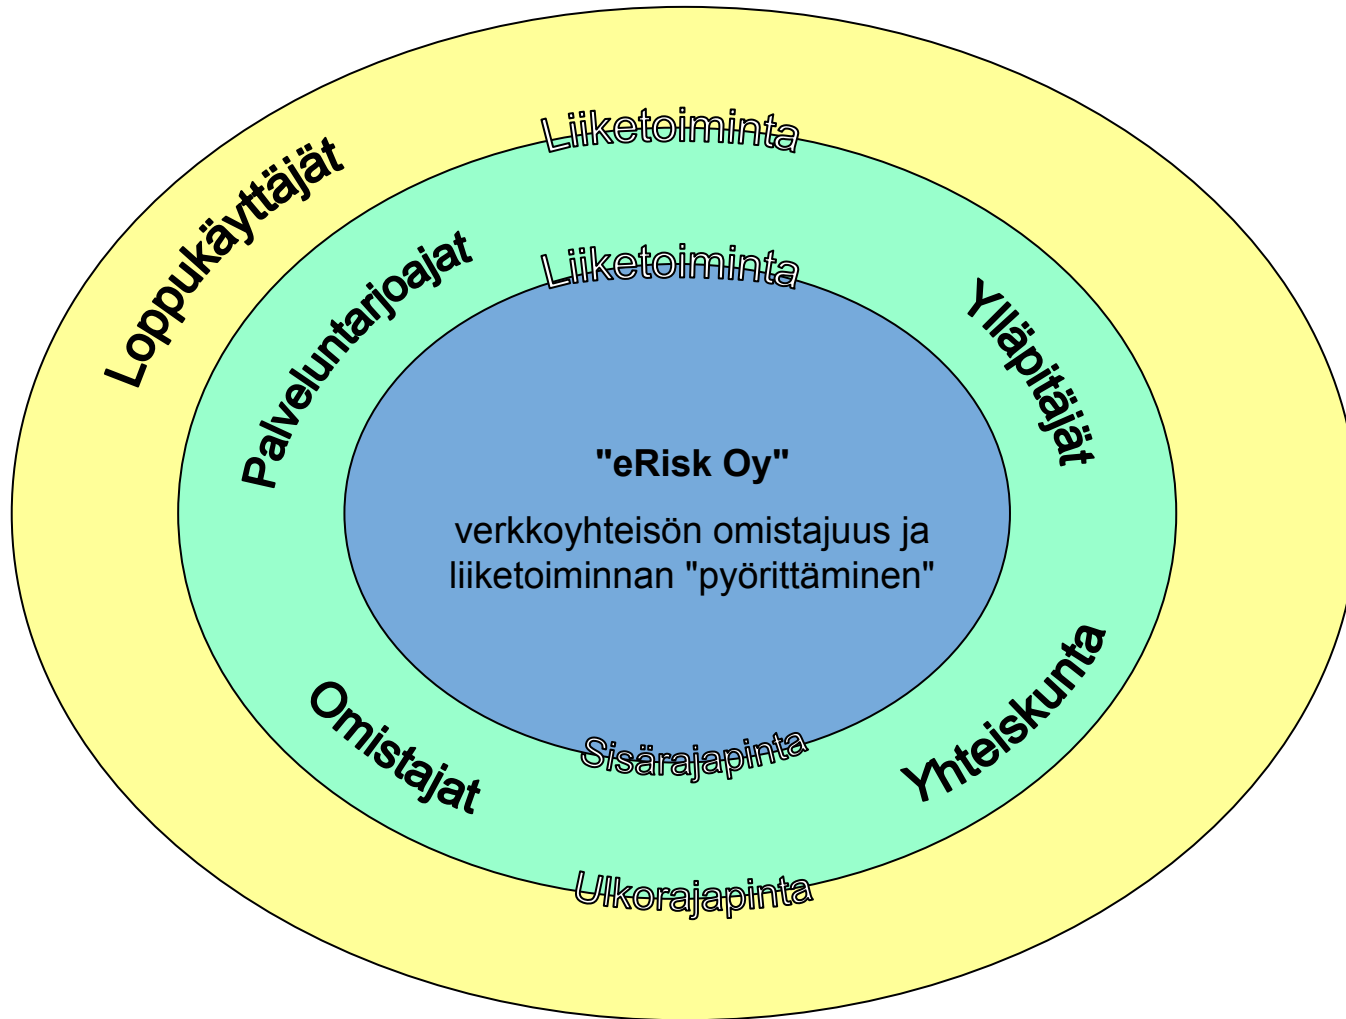 Liiketoiminta
Loppukäyttäjät
Liiketoiminta
Palveluntarjoajat
Ylläpitäjät
"eRisk Oy"
verkkoyhteisön omistajuus ja
liiketoiminnan "pyörittäminen"
Omistajat
Yhteiskunta
Sisärajapinta
Ulkorajapinta